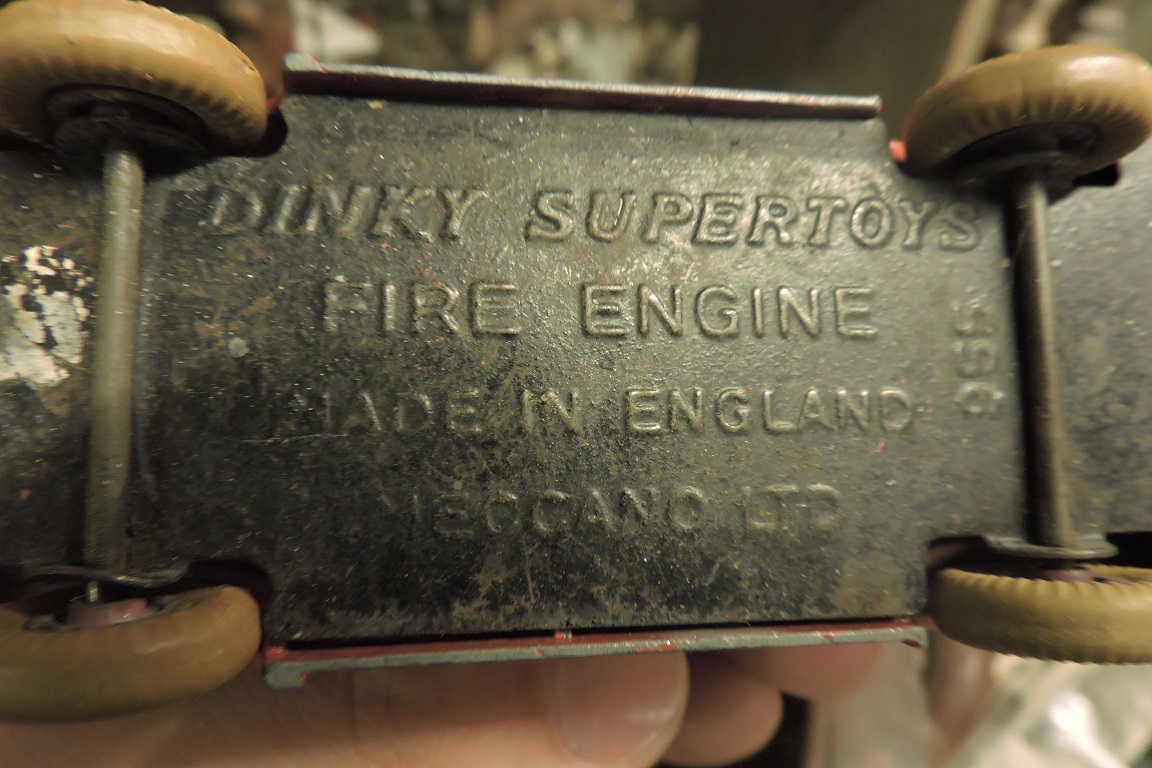 DINKY SUPERTOYS
FIRE ENGINE
MADE IN ENGLAND
MECCANO LTD
955